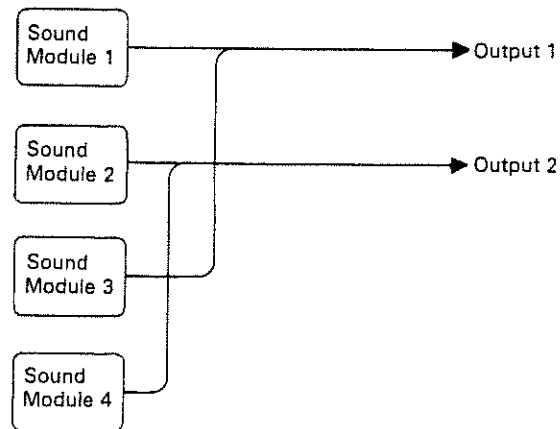 Sound
Module 1
Output 1
Sound
Module 2
Output 2
Sound
Module 3
Sound
Module 4